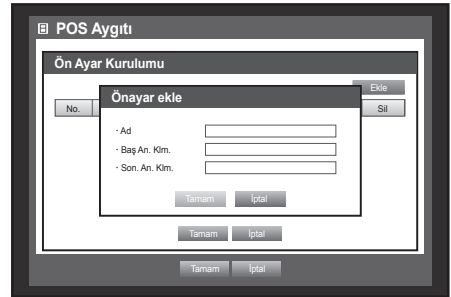 POS Aygıtı
Ön Ayar Kurulumu
Ekle
Önayar ekle
No.
Sil
· Ad
· Baş An. Klm.
· Son. An. Klm.
Tamam İptal
Tamam İptal
Tamam İptal